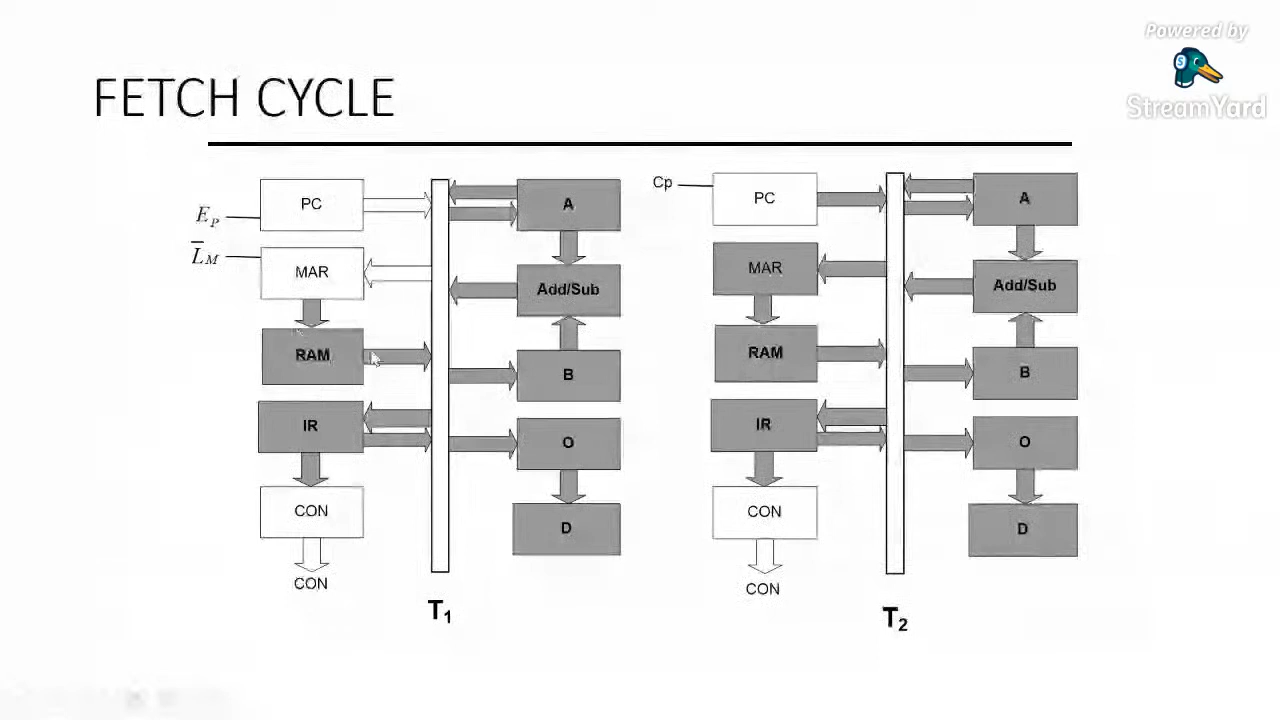 Powered by
StreamYard
FETCH CYCLE
PC
E_P
L̅_M
MAR
RAM
IR
CON
CON
A
Add/Sub
B
O
D
T₁
Cp
PC
MAR
RAM
IR
CON
CON
A
Add/Sub
B
O
D
T₂